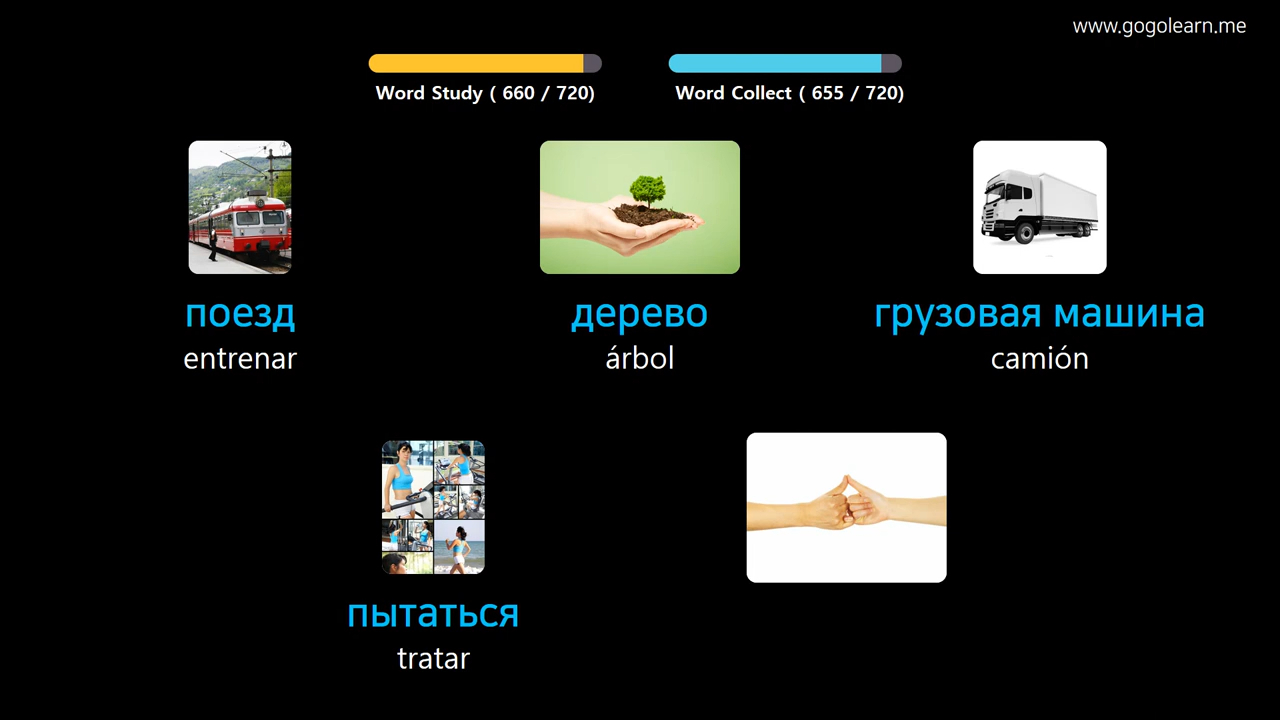 www.gogolearn.me
Word Study ( 660 / 720)
Word Collect ( 655 / 720)
поезд
entrenar
дерево
árbol
грузовая машина
camión
пытаться
tratar